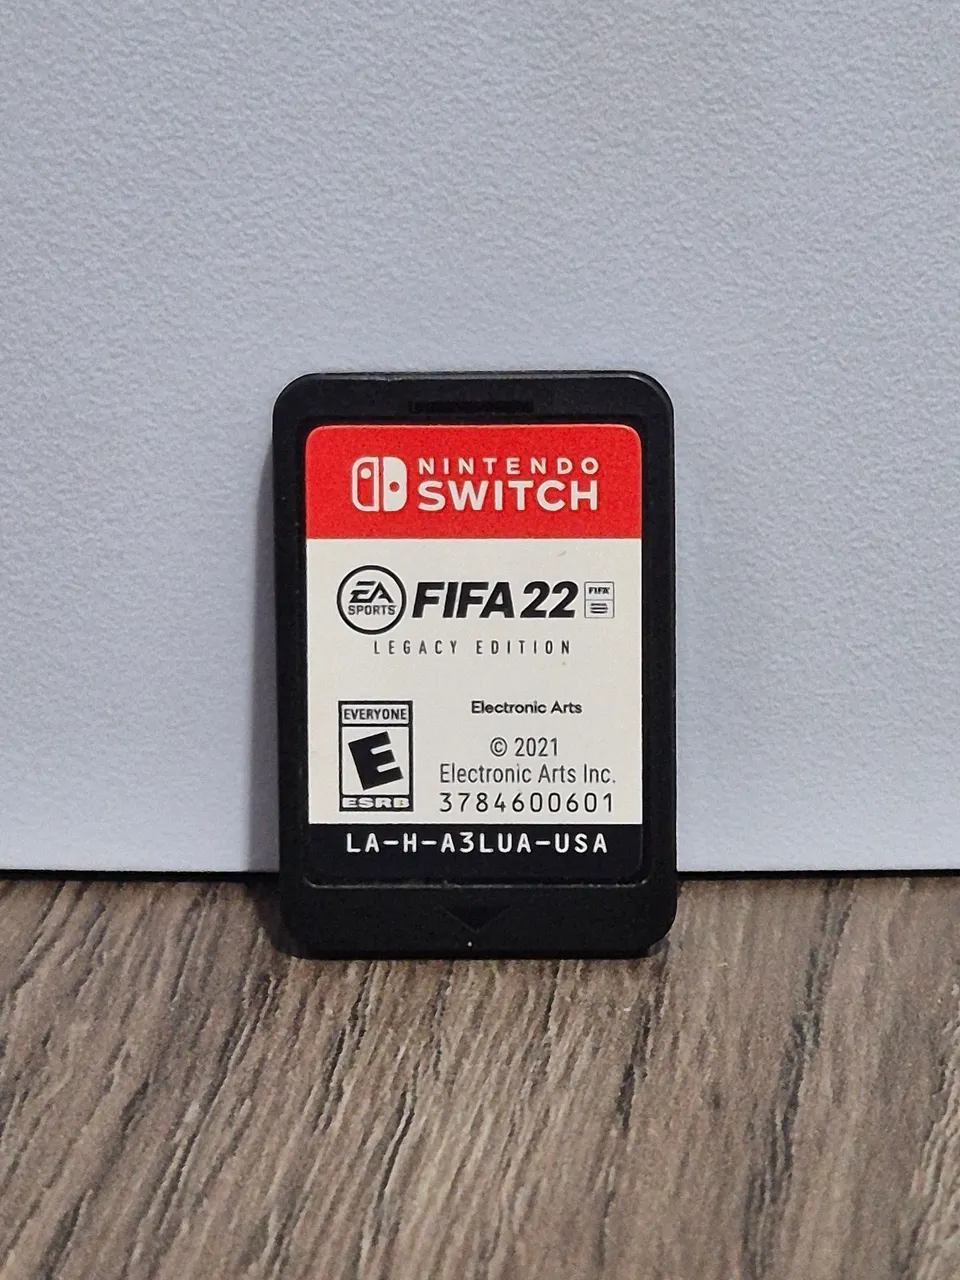 NINTENDO
SWITCH
EA
SPORTS
FIFA 22
FIFA
LEGACY EDITION
EVERYONE
E
ESRB
Electronic Arts
© 2021
Electronic Arts Inc.
3784600601
LA-H-A3LUA-USA